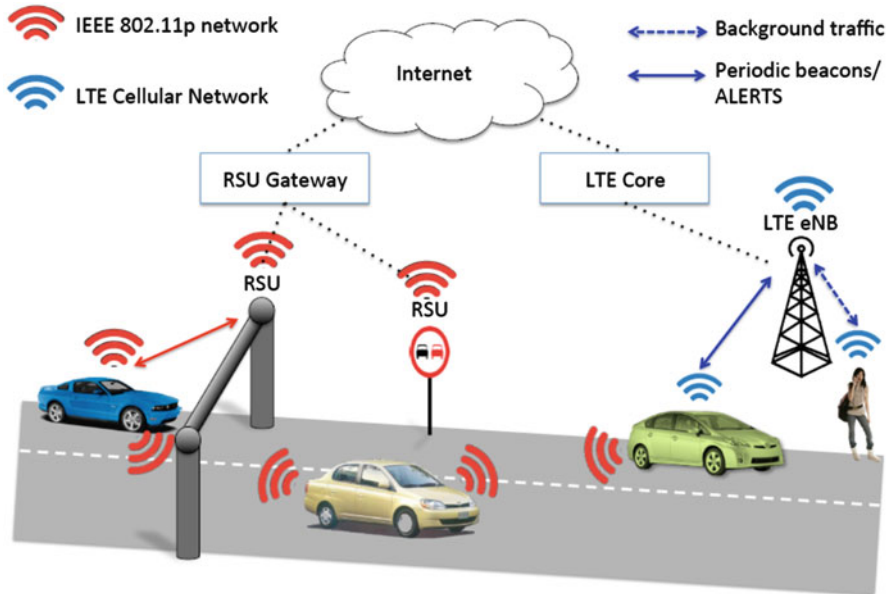 IEEE 802.11p network
LTE Cellular Network
Internet
Background traffic
Periodic beacons/
ALERTS
RSU Gateway
LTE Core
LTE eNB
RSU
RSU